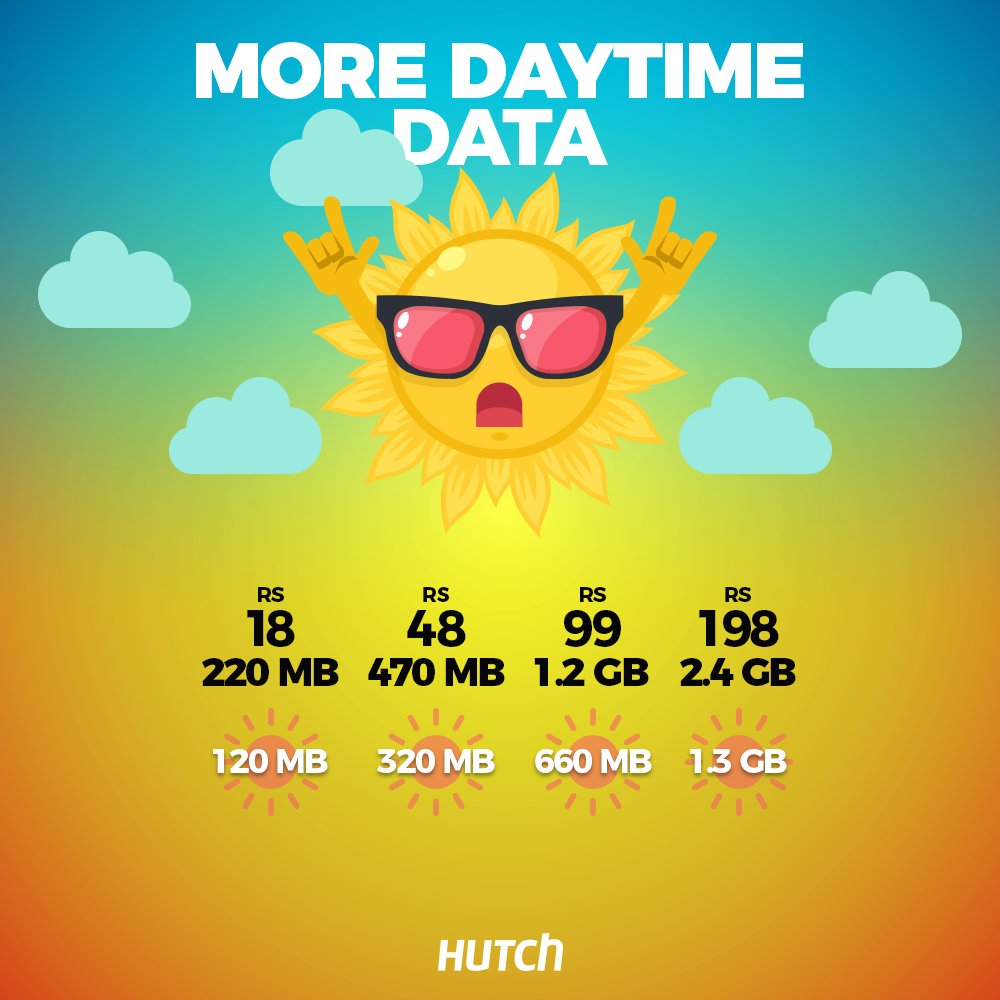 MORE DAYTIME
DATA
RS RS RS RS
18 48 99 198
220 MB 470 MB 1.2 GB 2.4 GB
120 MB 320 MB 660 MB 1.3 GB
HUTCh